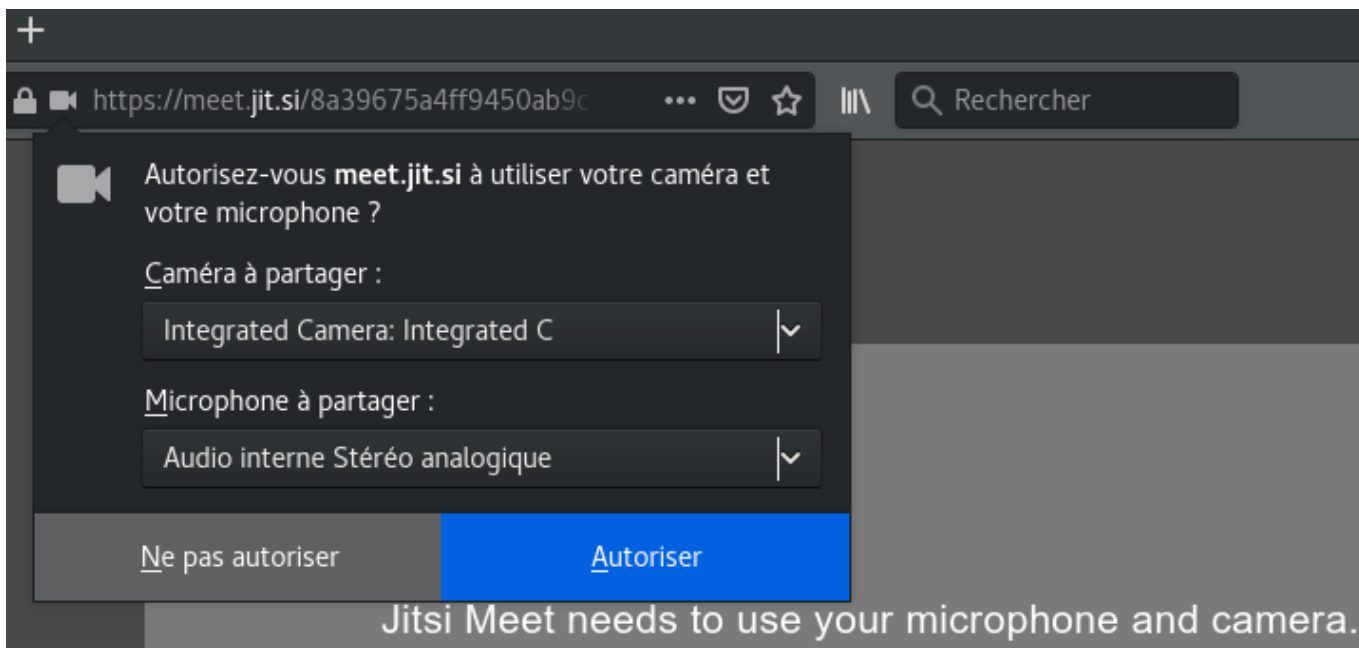 https://meet.jit.si/8a39675a4ff9450ab9c
Rechercher
Autorisez-vous meet.jit.si à utiliser votre caméra et
votre microphone ?
Caméra à partager :
Integrated Camera: Integrated C
Microphone à partager :
Audio interne Stéréo analogique
Ne pas autoriser
Autoriser
Jitsi Meet needs to use your microphone and camera.